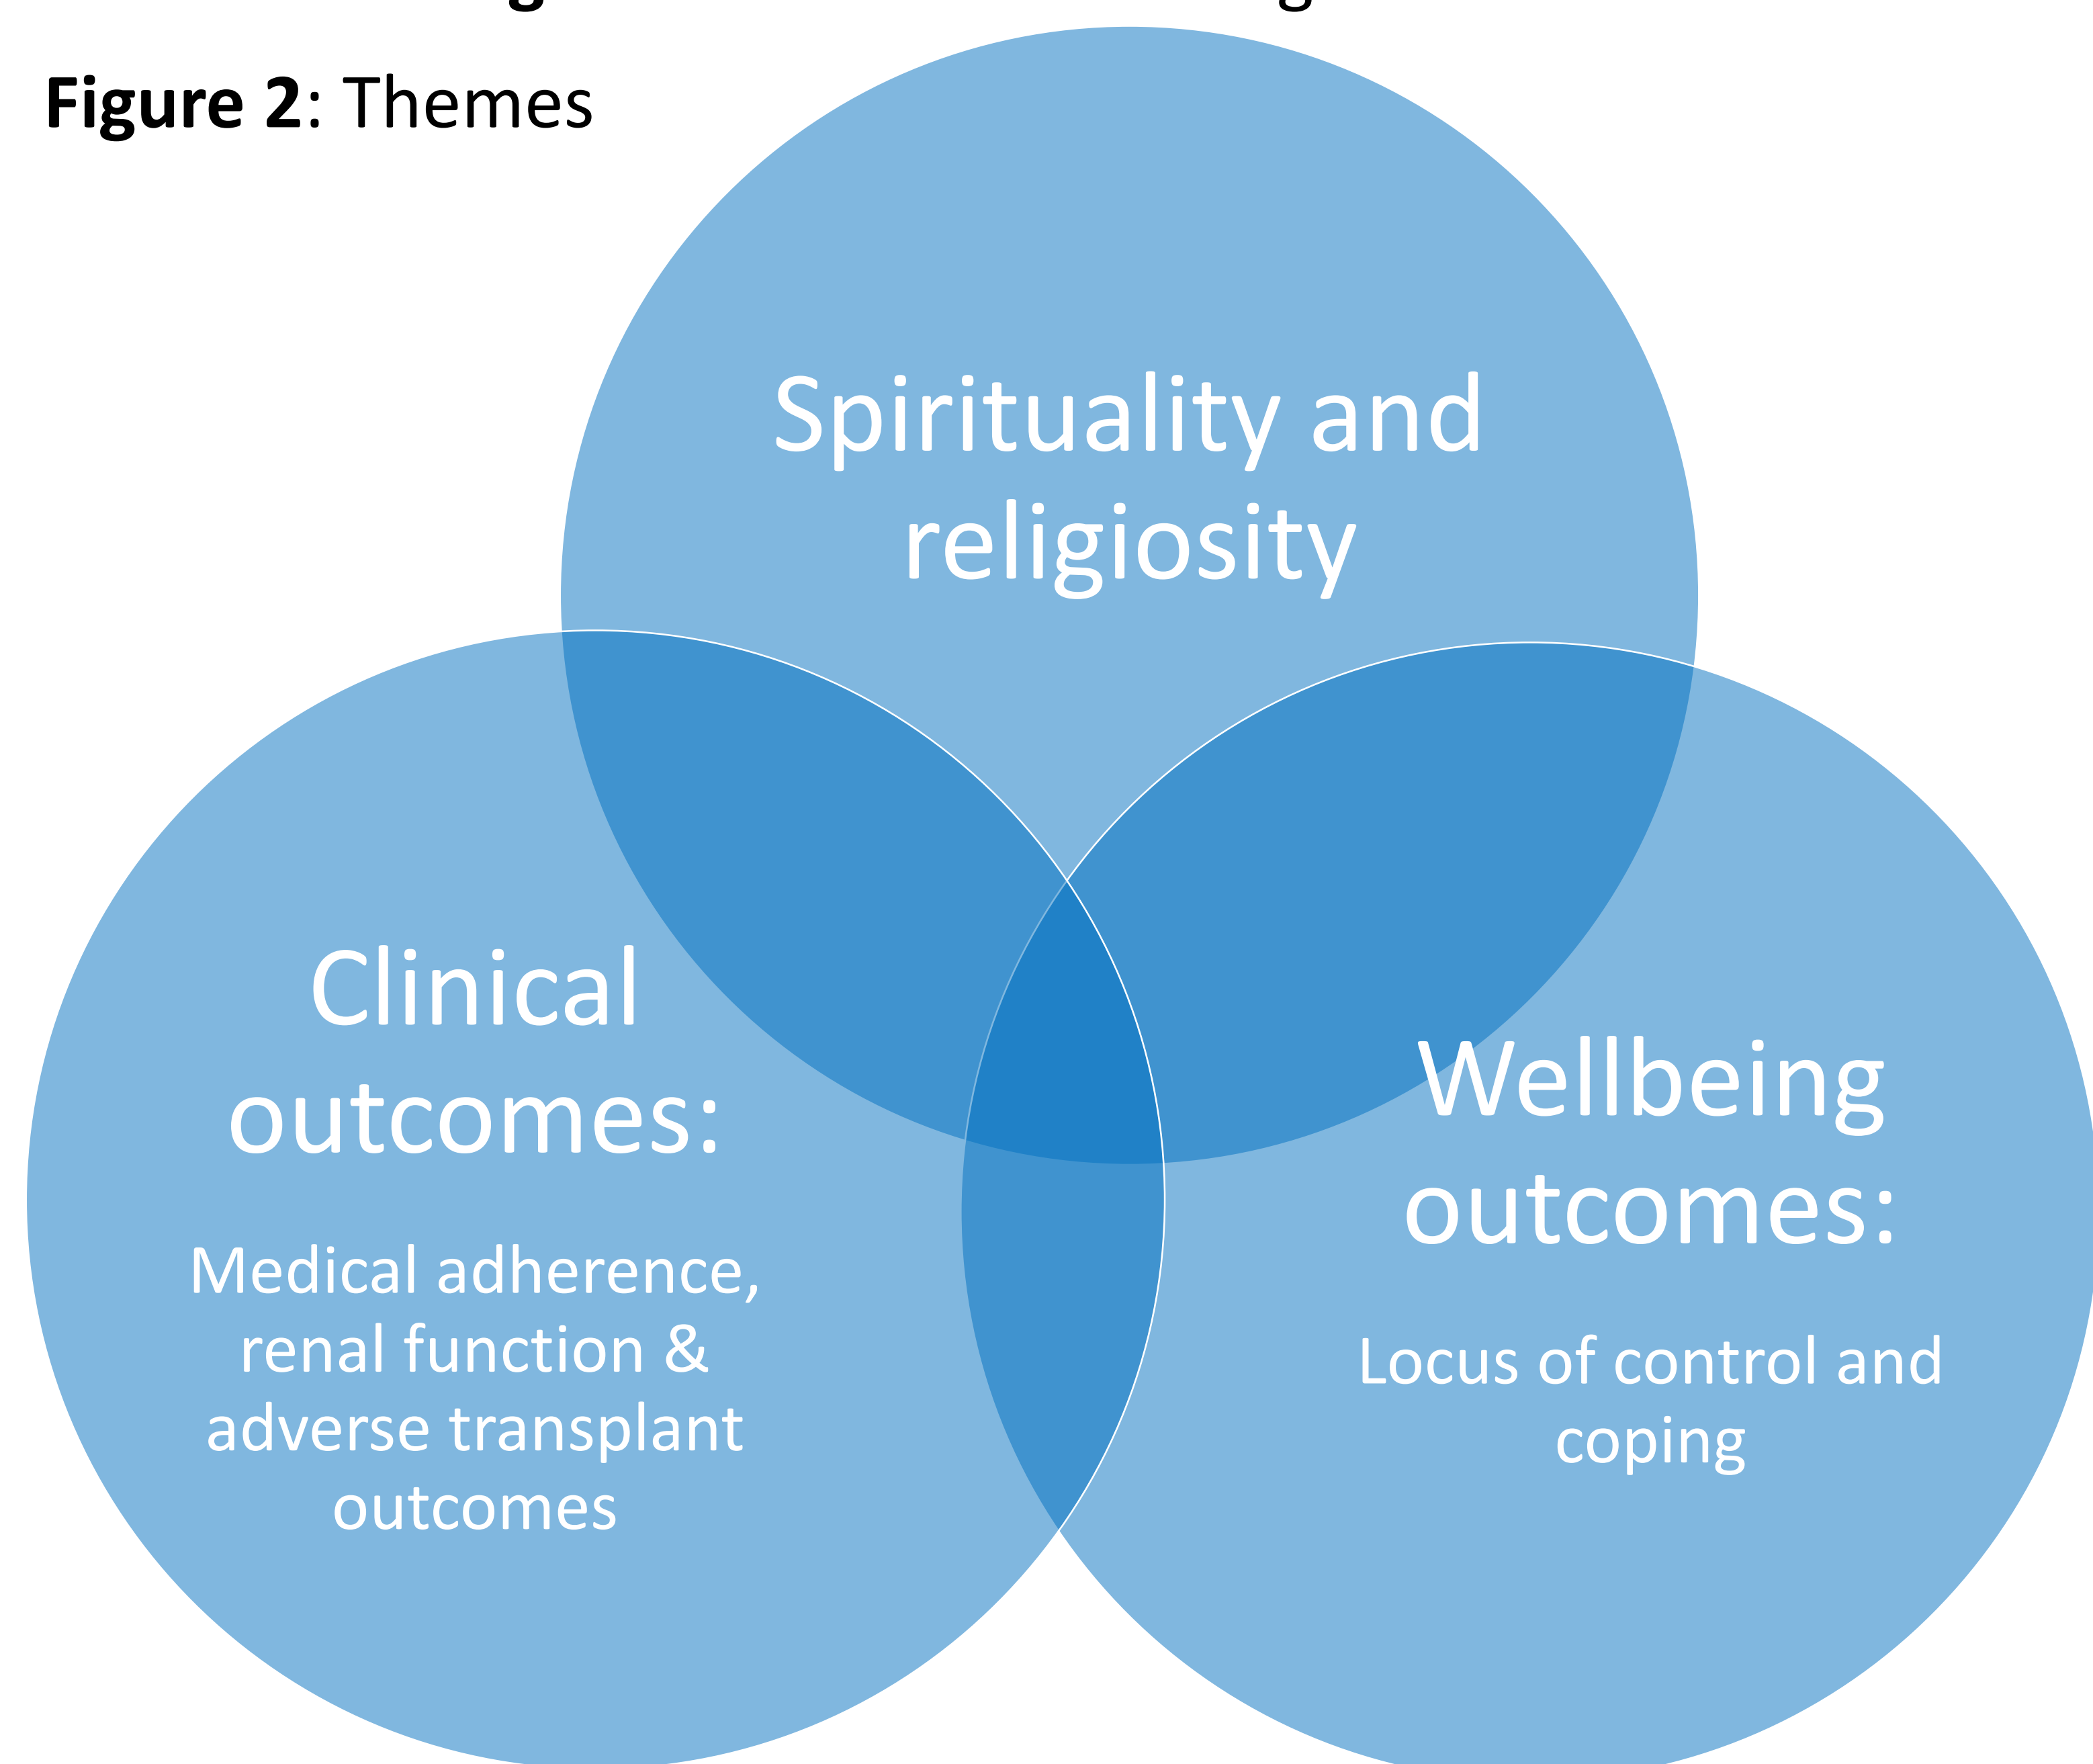 Figure 2: Themes
Spirituality and
religiosity
Clinical
outcomes:
Medical adherence,
renal function &
adverse transplant
outcomes
Wellbeing
outcomes:
Locus of control and
coping